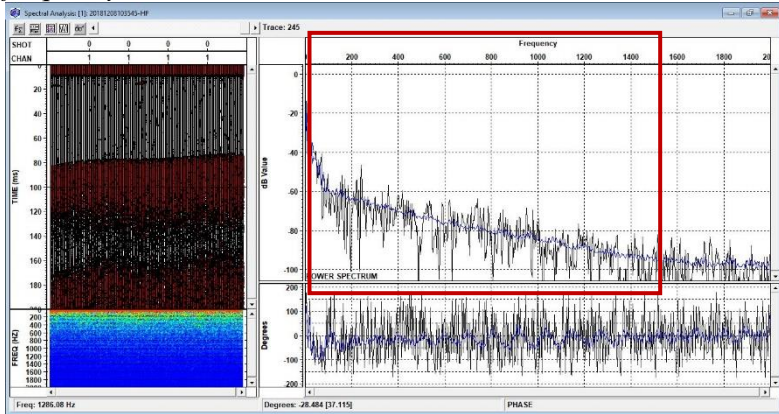 Spectral Analysis: [1]: 20181208103545-HF
Trace: 245
SHOT 0 0 0 0
CHAN 1 1 1 1
Frequency
200 400 600 800 1000 1200 1400 1600 1800 20
TIME (ms)
20
40
60
80
100
120
140
160
180
dB Value
0
-20
-40
-60
-80
-100
POWER SPECTRUM
FREQ (HZ)
200
400
600
800
1000
1200
1400
1600
1800
Degrees
200
100
0
-100
-200
Freq: 1286.08 Hz
Degrees: -28.484 [37.115]
PHASE